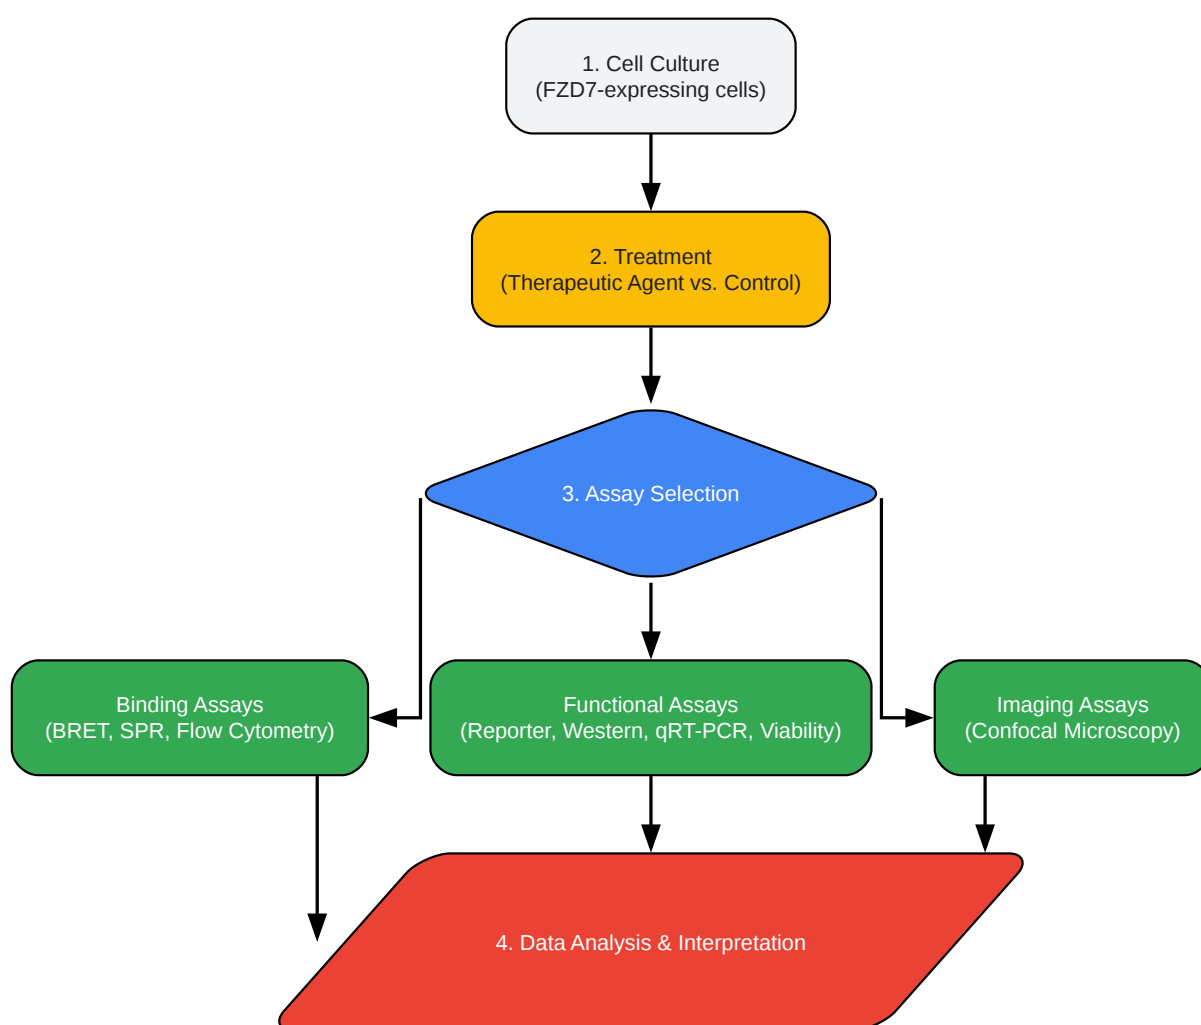 1. Cell Culture
(FZD7-expressing cells)
2. Treatment
(Therapeutic Agent vs. Control)
3. Assay Selection
Binding Assays
(BRET, SPR, Flow Cytometry)
Functional Assays
(Reporter, Western, qRT-PCR, Viability)
Imaging Assays
(Confocal Microscopy)
4. Data Analysis & Interpretation